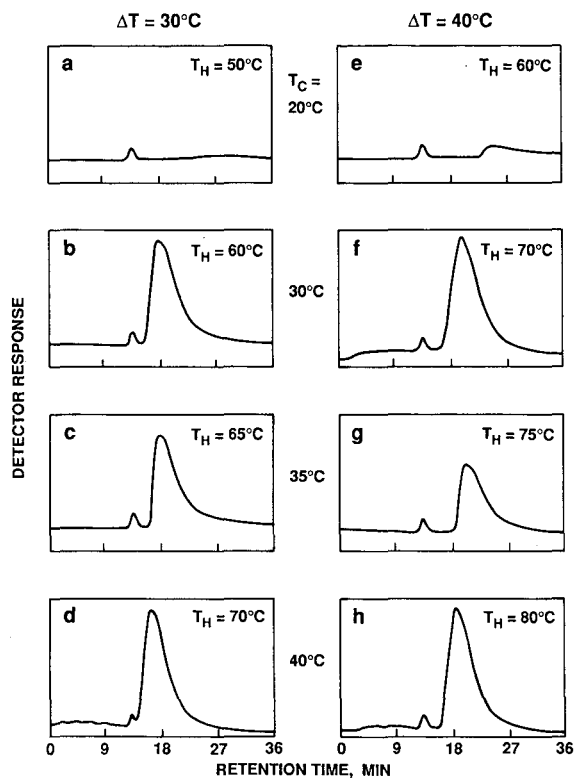 ΔT = 30°C ΔT = 40°C
a T_H = 50°C T_C = 20°C e T_H = 60°C
b T_H = 60°C 30°C f T_H = 70°C
c T_H = 65°C 35°C g T_H = 75°C
d T_H = 70°C 40°C h T_H = 80°C
DETECTOR RESPONSE
0 9 18 27 36 0 9 18 27 36
RETENTION TIME, MIN